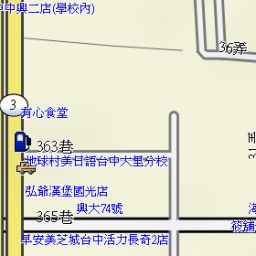 中興二店(學校內)
36弄
3
有心食堂
363巷
地球村美日語台中大里分校
弘爺漢堡國光店
興大74號
365巷
早安美芝城台中活力長奇2店